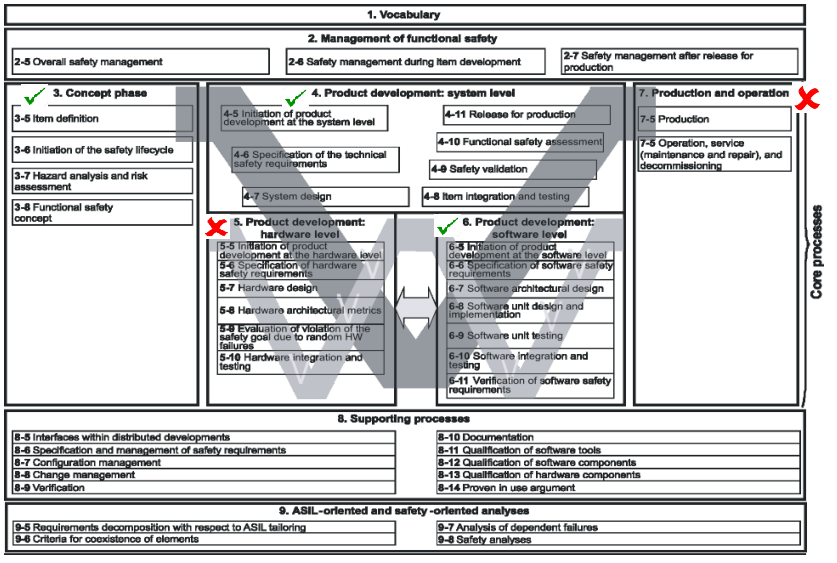 1. Vocabulary
2. Management of functional safety
2-5 Overall safety management
2-6 Safety management during item development
2-7 Safety management after release for
production
3. Concept phase
3-5 Item definition
3-6 Initiation of the safety lifecycle
3-7 Hazard analysis and risk
assessment
3-8 Functional safety
concept
4. Product development: system level
4-5 Initiation of product
development at the system level
4-6 Specification of the technical
safety requirements
4-7 System design
4-11 Release for production
4-10 Functional safety assessment
4-9 Safety validation
4-8 Item integration and testing
7. Production and operation
7-5 Production
7-5 Operation, service
(maintenance and repair), and
decommissioning
5. Product development:
hardware level
5-5 Initiation of product
development at the hardware level
5-6 Specification of hardware
safety requirements
5-7 Hardware design
5-8 Hardware architectural metrics
5-9 Evaluation of violation of the
safety goal due to random HW
failures
5-10 Hardware integration and
testing
6. Product development:
software level
6-5 Initiation of product
development at the software level
6-6 Specification of software safety
requirements
6-7 Software architectural design
6-8 Software unit design and
implementation
6-9 Software unit testing
6-10 Software integration and
testing
6-11 Verification of software safety
requirements
Core processes
8. Supporting processes
8-5 Interfaces within distributed developments
8-6 Specification and management of safety requirements
8-7 Configuration management
8-8 Change management
8-9 Verification
8-10 Documentation
8-11 Qualification of software tools
8-12 Qualification of software components
8-13 Qualification of hardware components
8-14 Proven in use argument
9. ASIL-oriented and safety-oriented analyses
9-5 Requirements decomposition with respect to ASIL tailoring
9-6 Criteria for coexistence of elements
9-7 Analysis of dependent failures
9-8 Safety analyses